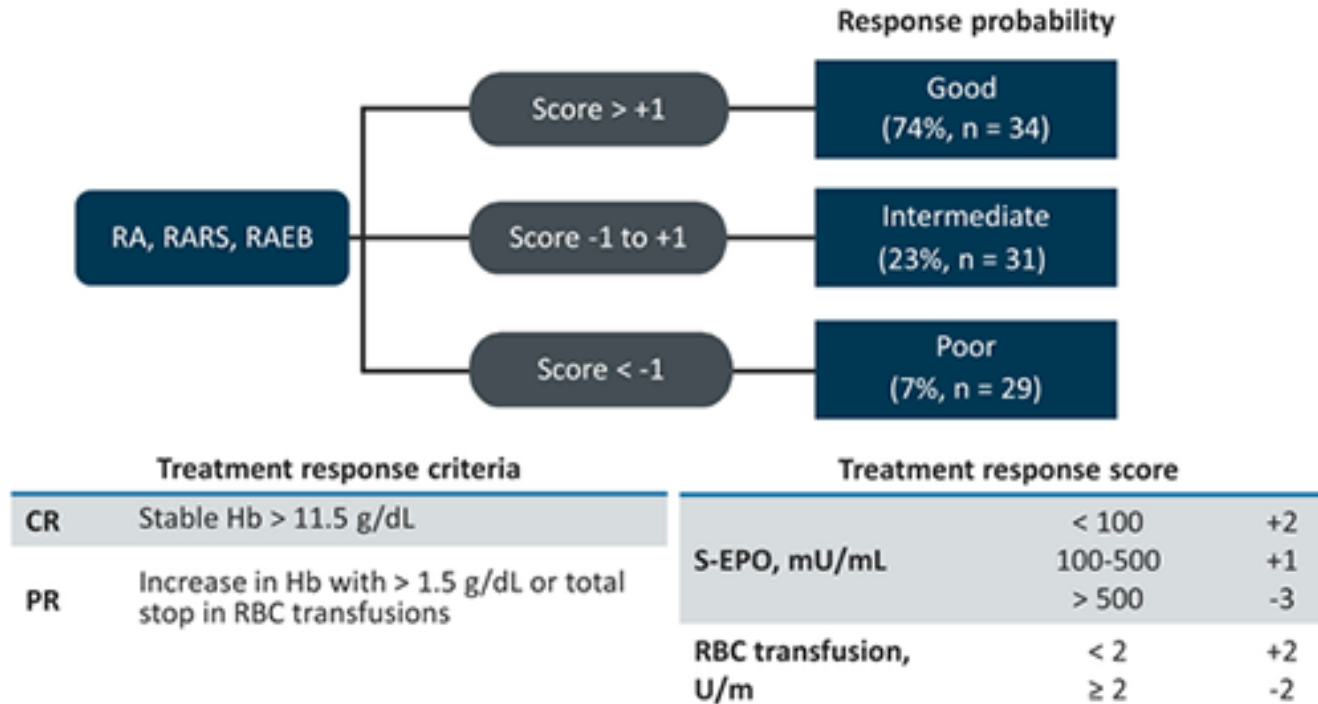 Response probability
RA, RARS, RAEB
Score > +1
Good
(74%, n = 34)
Score -1 to +1
Intermediate
(23%, n = 31)
Score < -1
Poor
(7%, n = 29)
Treatment response criteria
CR Stable Hb > 11.5 g/dL
PR Increase in Hb with > 1.5 g/dL or total
stop in RBC transfusions
Treatment response score
< 100 +2
S-EPO, mU/mL 100-500 +1
> 500 -3
RBC transfusion, < 2 +2
U/m ≥ 2 -2